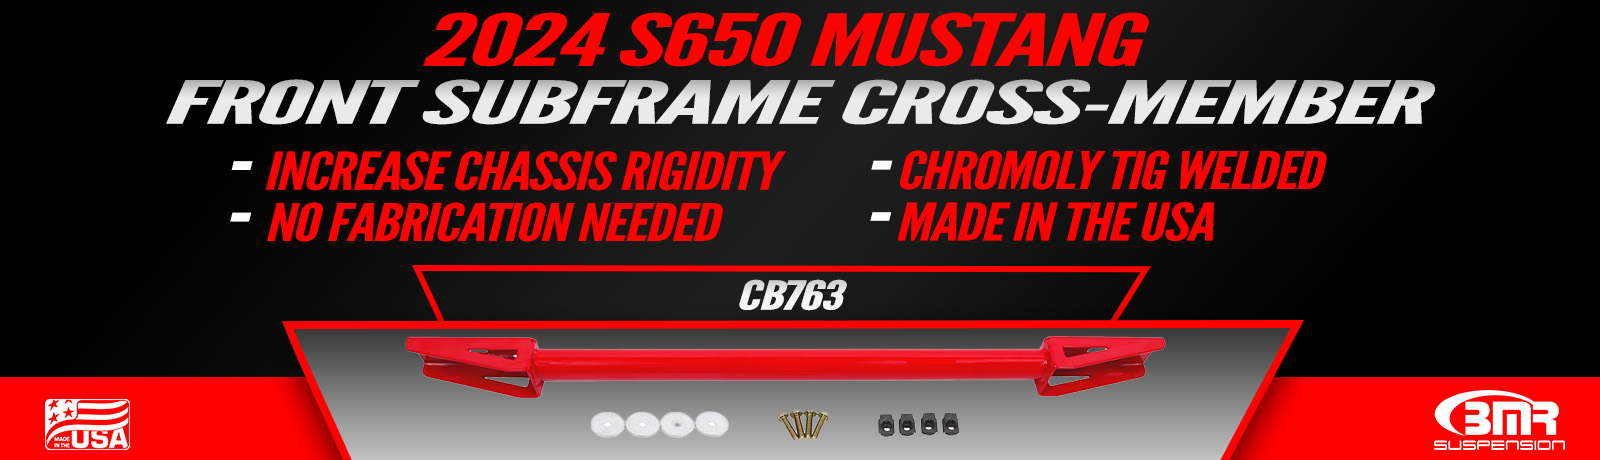 2024 S650 MUSTANG
FRONT SUBFRAME CROSS-MEMBER
- INCREASE CHASSIS RIGIDITY
- NO FABRICATION NEEDED
- CHROMOLY TIG WELDED
- MADE IN THE USA
CB763
MADE
IN THE
USA
BMR
SUSPENSION